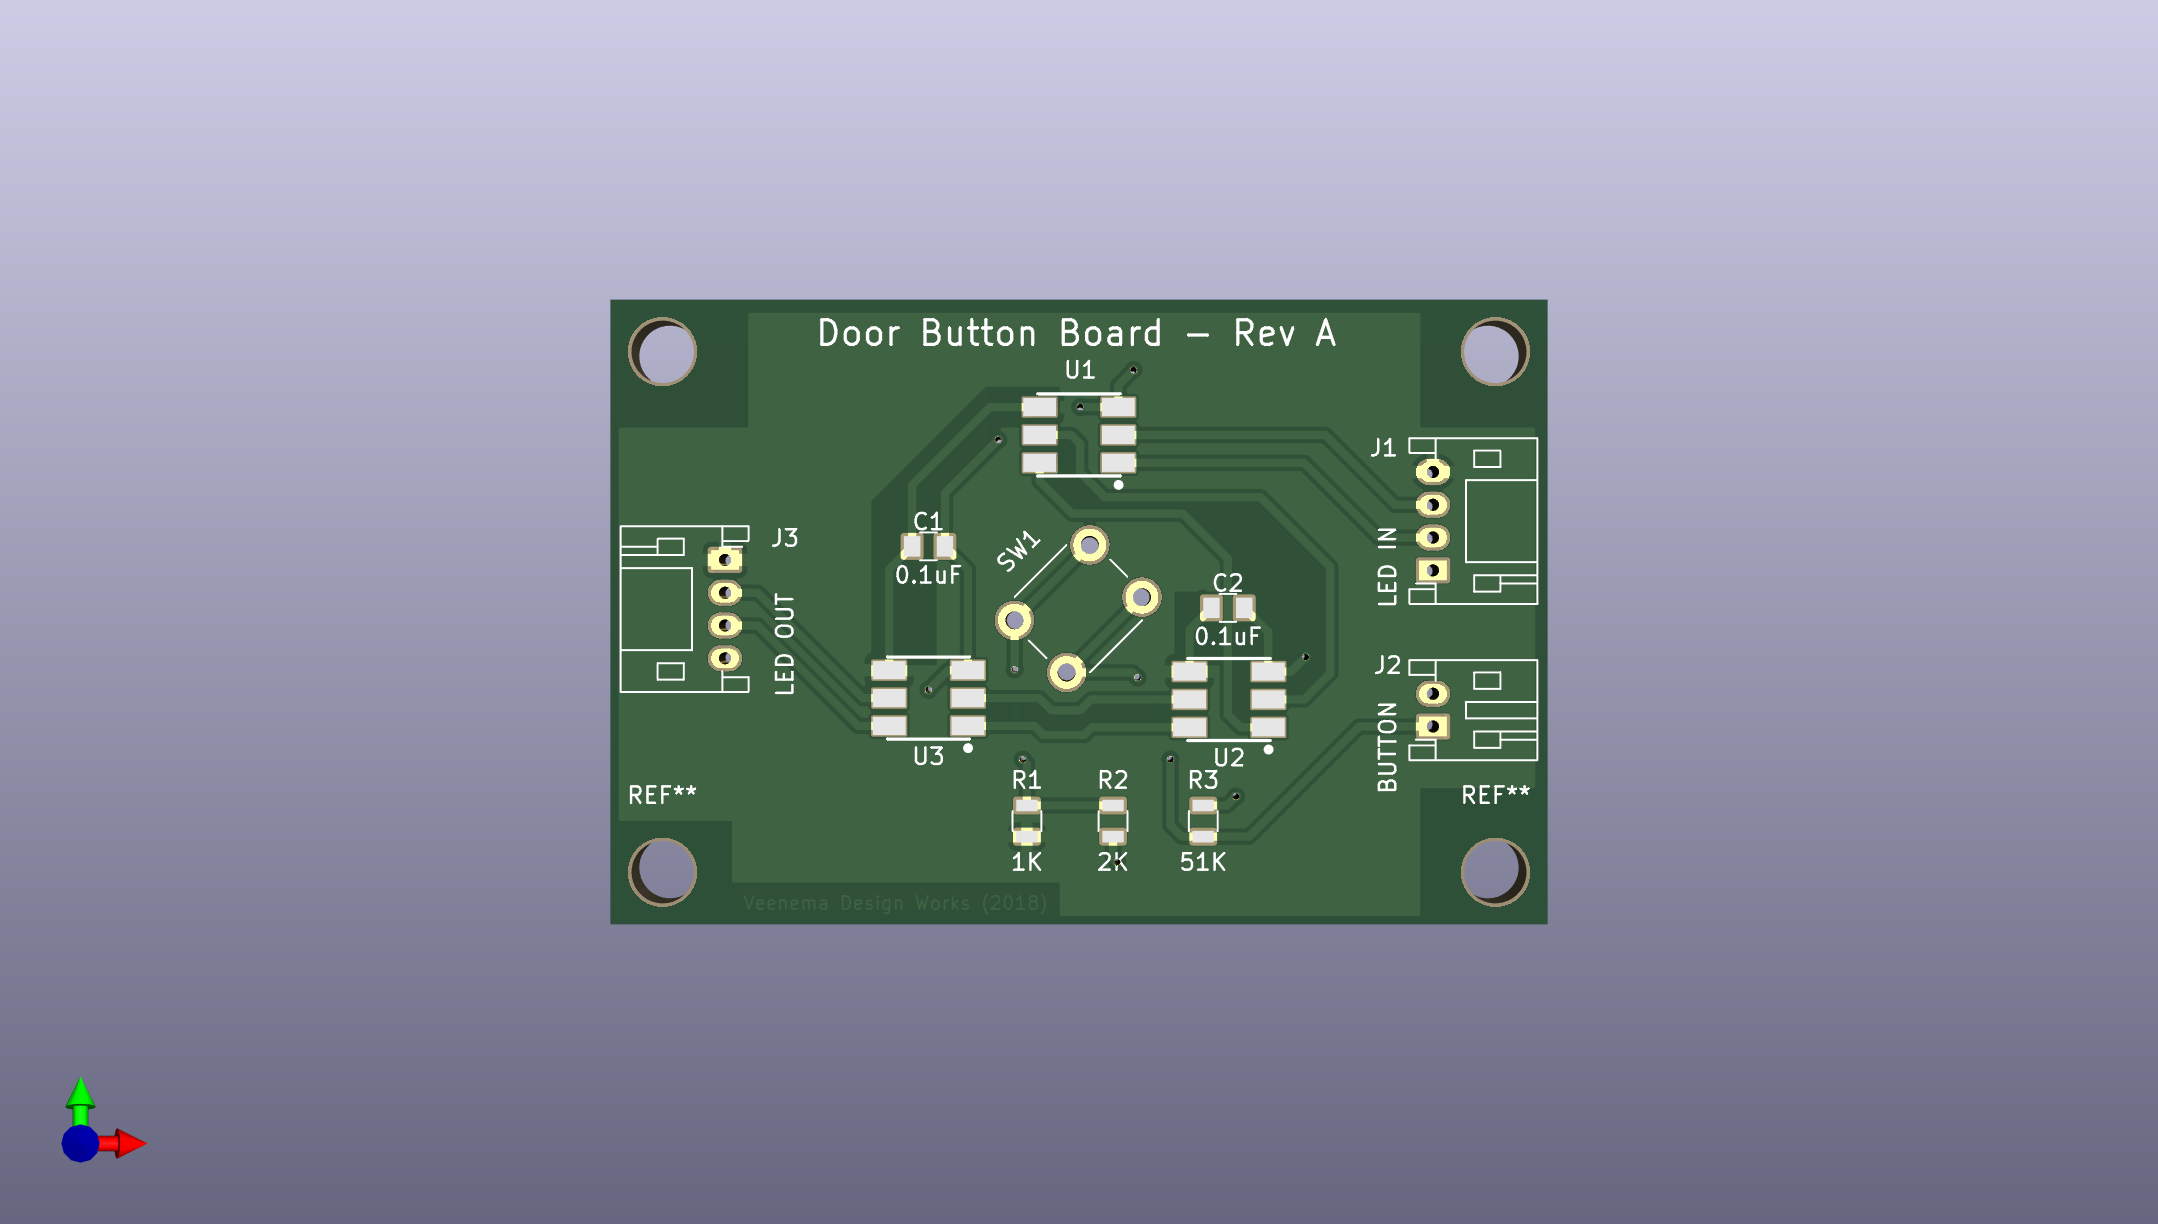 Door Button Board - Rev A
U1
J1
C1
J3
SW1
0.1uF
LED IN
C2
LED OUT
0.1uF
J2
BUTTON
U3
U2
R1
R2
R3
REF**
REF**
1K
2K
51K
Veenema Design Works (2018)